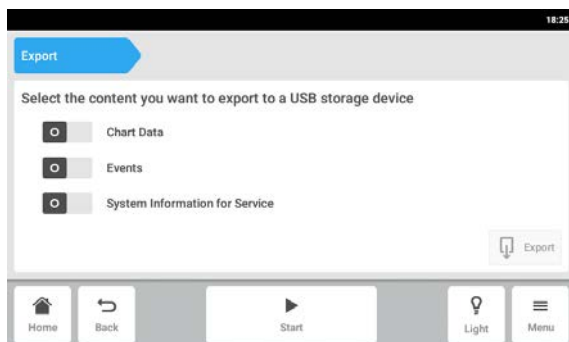 18:25
Export
Select the content you want to export to a USB storage device
Chart Data
Events
System Information for Service
Export
Home Back Start Light Menu